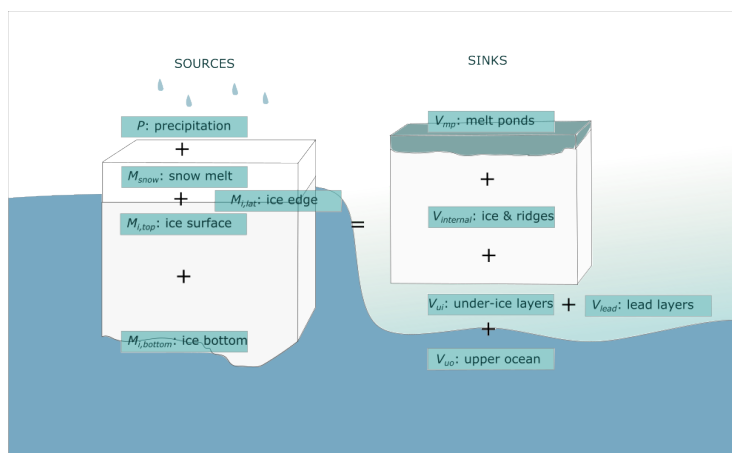 SOURCES
P: precipitation
+
M_snow: snow melt
+
M_i,lat: ice edge
M_i,top: ice surface
+
M_i,bottom: ice bottom
=
SINKS
V_mp: melt ponds
+
V_internal: ice & ridges
+
V_ui: under-ice layers + V_lead: lead layers
+
V_uo: upper ocean